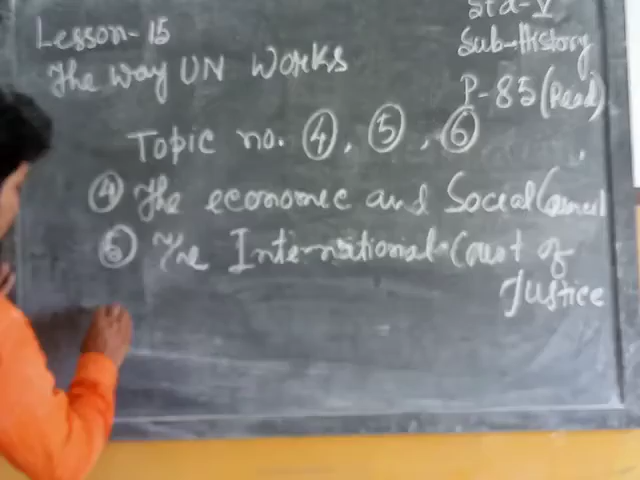 Lesson-15
Std-V
The way UN Works
Sub-History
P-85(Read)
Topic no. ④, ⑤, ⑥
④ The economic and Social Council
⑤ The International Court of
Justice